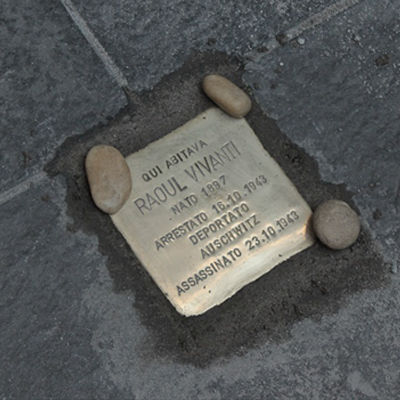 QUI ABITAVA
RAOUL VIVANTI
NATO 1897
ARRESTATO 16.10.1943
DEPORTATO
AUSCHWITZ
ASSASSINATO 23.10.1943